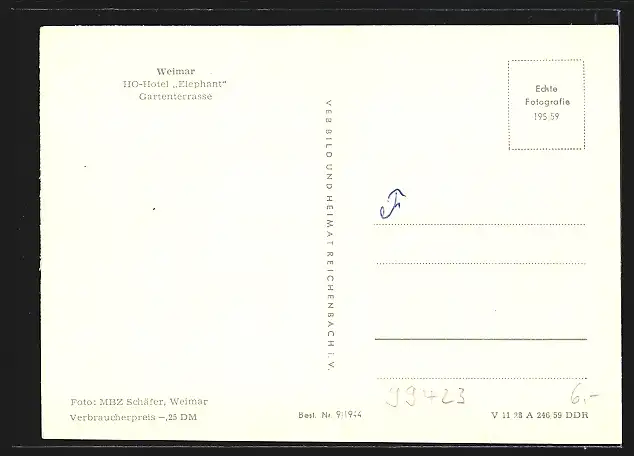 Weimar
HO-Hotel „Elephant“
Gartenterrasse
Echte
Fotografie
195/59
VEB BILD UND HEIMAT REICHENBACH I. V.
Foto: MBZ Schäfer, Weimar
Verbraucherpreis –,25 DM
Best. Nr. 9/1944
V 11 28 A 246/59 DDR
99423
6,-